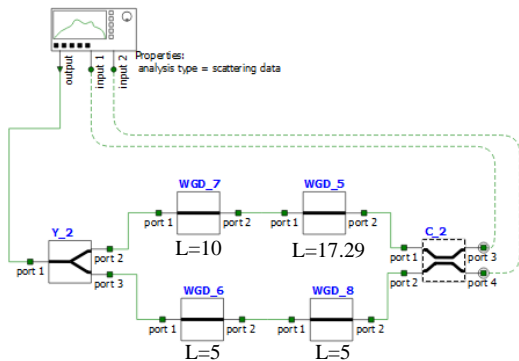 Properties:
analysis type = scattering data
output
input 1
input 2
WGD_7
WGD_5
port 1 port 2 port 1 port 2
L=10 L=17.29
Y_2
port 1
port 2
port 3
C_2
port 1 port 3
port 2 port 4
WGD_6
WGD_8
port 1 port 2 port 1 port 2
L=5 L=5